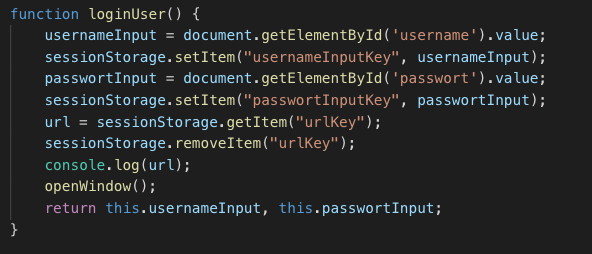 function loginUser() {
    usernameInput = document.getElementById('username').value;
    sessionStorage.setItem("usernameInputKey", usernameInput);
    passwortInput = document.getElementById('passwort').value;
    sessionStorage.setItem("passwortInputKey", passwortInput);
    url = sessionStorage.getItem("urlKey");
    sessionStorage.removeItem("urlKey");
    console.log(url);
    openWindow();
    return this.usernameInput, this.passwortInput;
}